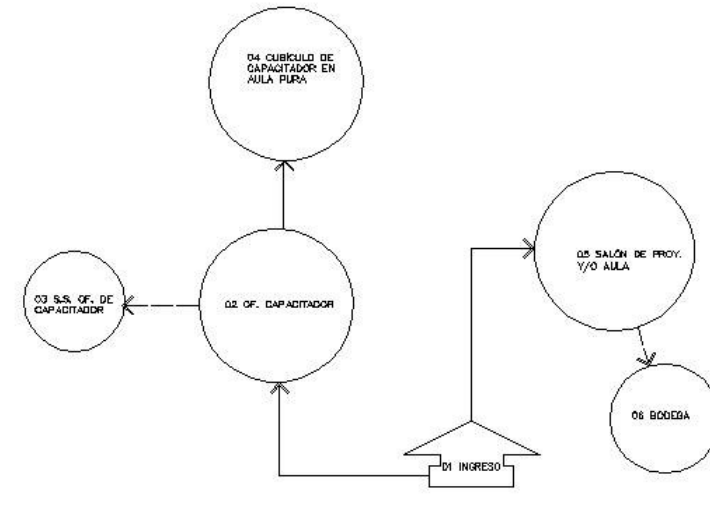 04 CUBÍCULO DE
CAPACITADOR EN
AULA PURA
05 SALÓN DE PROY.
Y/O AULA
03 S.S. OF. DE
CAPACITADOR
02 OF. CAPACITADOR
06 BODEGA
01 INGRESO